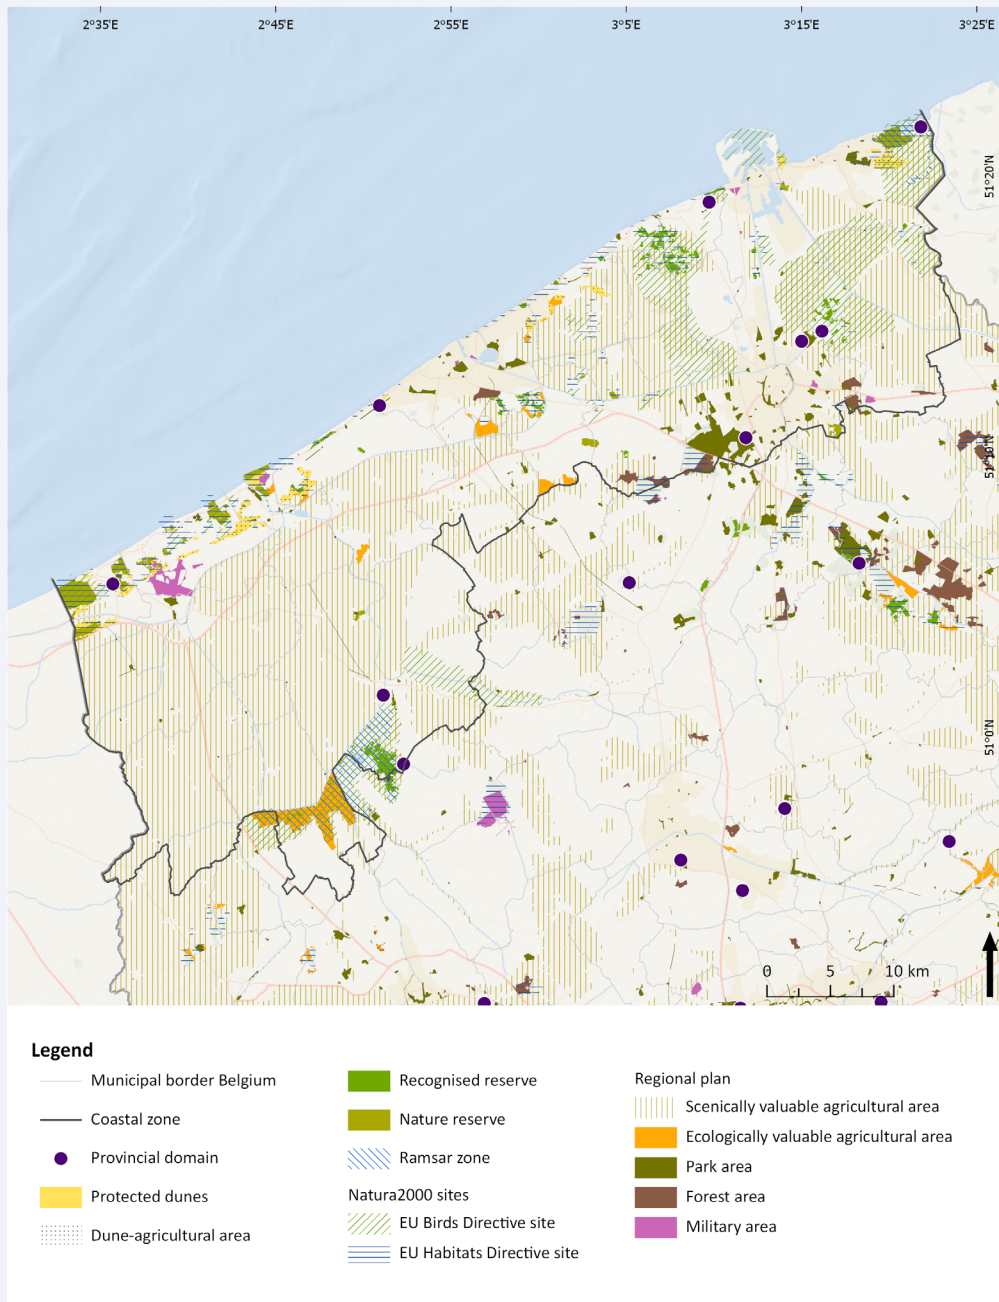 2°35'E 2°45'E 2°55'E 3°5'E 3°15'E 3°25'E
51°20'N
51°10'N
51°0'N
0 5 10 km
Legend
Municipal border Belgium
Coastal zone
Provincial domain
Protected dunes
Dune-agricultural area
Recognised reserve
Nature reserve
Ramsar zone
Natura2000 sites
EU Birds Directive site
EU Habitats Directive site
Regional plan
Scenically valuable agricultural area
Ecologically valuable agricultural area
Park area
Forest area
Military area